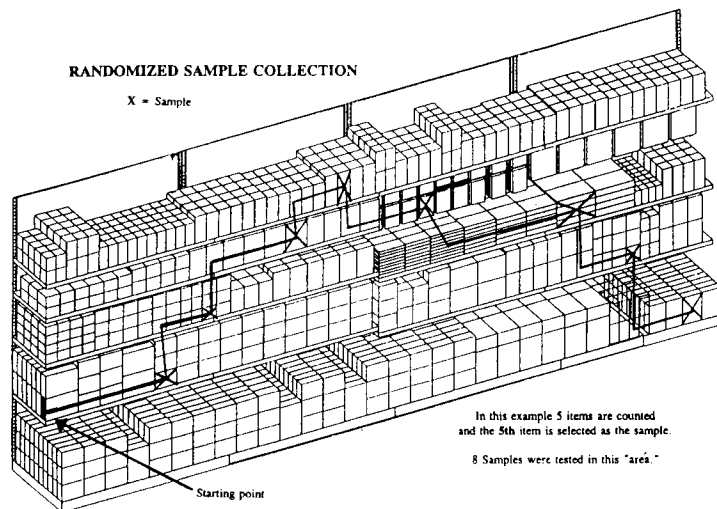 RANDOMIZED SAMPLE COLLECTION
X = Sample
In this example 5 items are counted
and the 5th item is selected as the sample.
8 Samples were tested in this "area."
Starting point